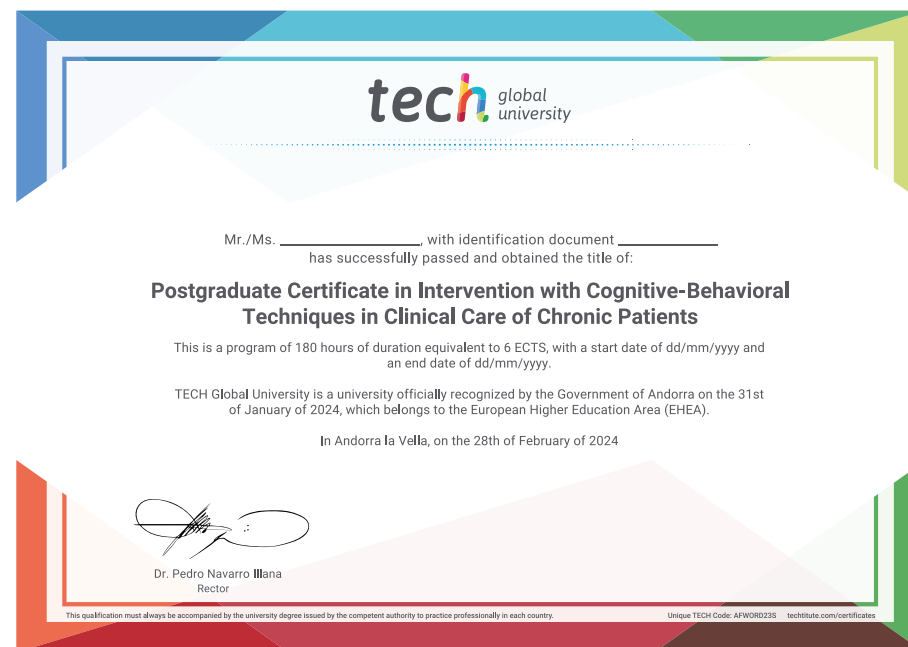 tech global university
Mr./Ms. ____________, with identification document ____________
has successfully passed and obtained the title of:
Postgraduate Certificate in Intervention with Cognitive-Behavioral
Techniques in Clinical Care of Chronic Patients
This is a program of 180 hours of duration equivalent to 6 ECTS, with a start date of dd/mm/yyyy and
an end date of dd/mm/yyyy.
TECH Global University is a university officially recognized by the Government of Andorra on the 31st
of January of 2024, which belongs to the European Higher Education Area (EHEA).
In Andorra la Vella, on the 28th of February of 2024
Dr. Pedro Navarro Illana
Rector
This qualification must always be accompanied by the university degree issued by the competent authority to practice professionally in each country.
Unique TECH Code: AFWORD23S techtitute.com/certificates